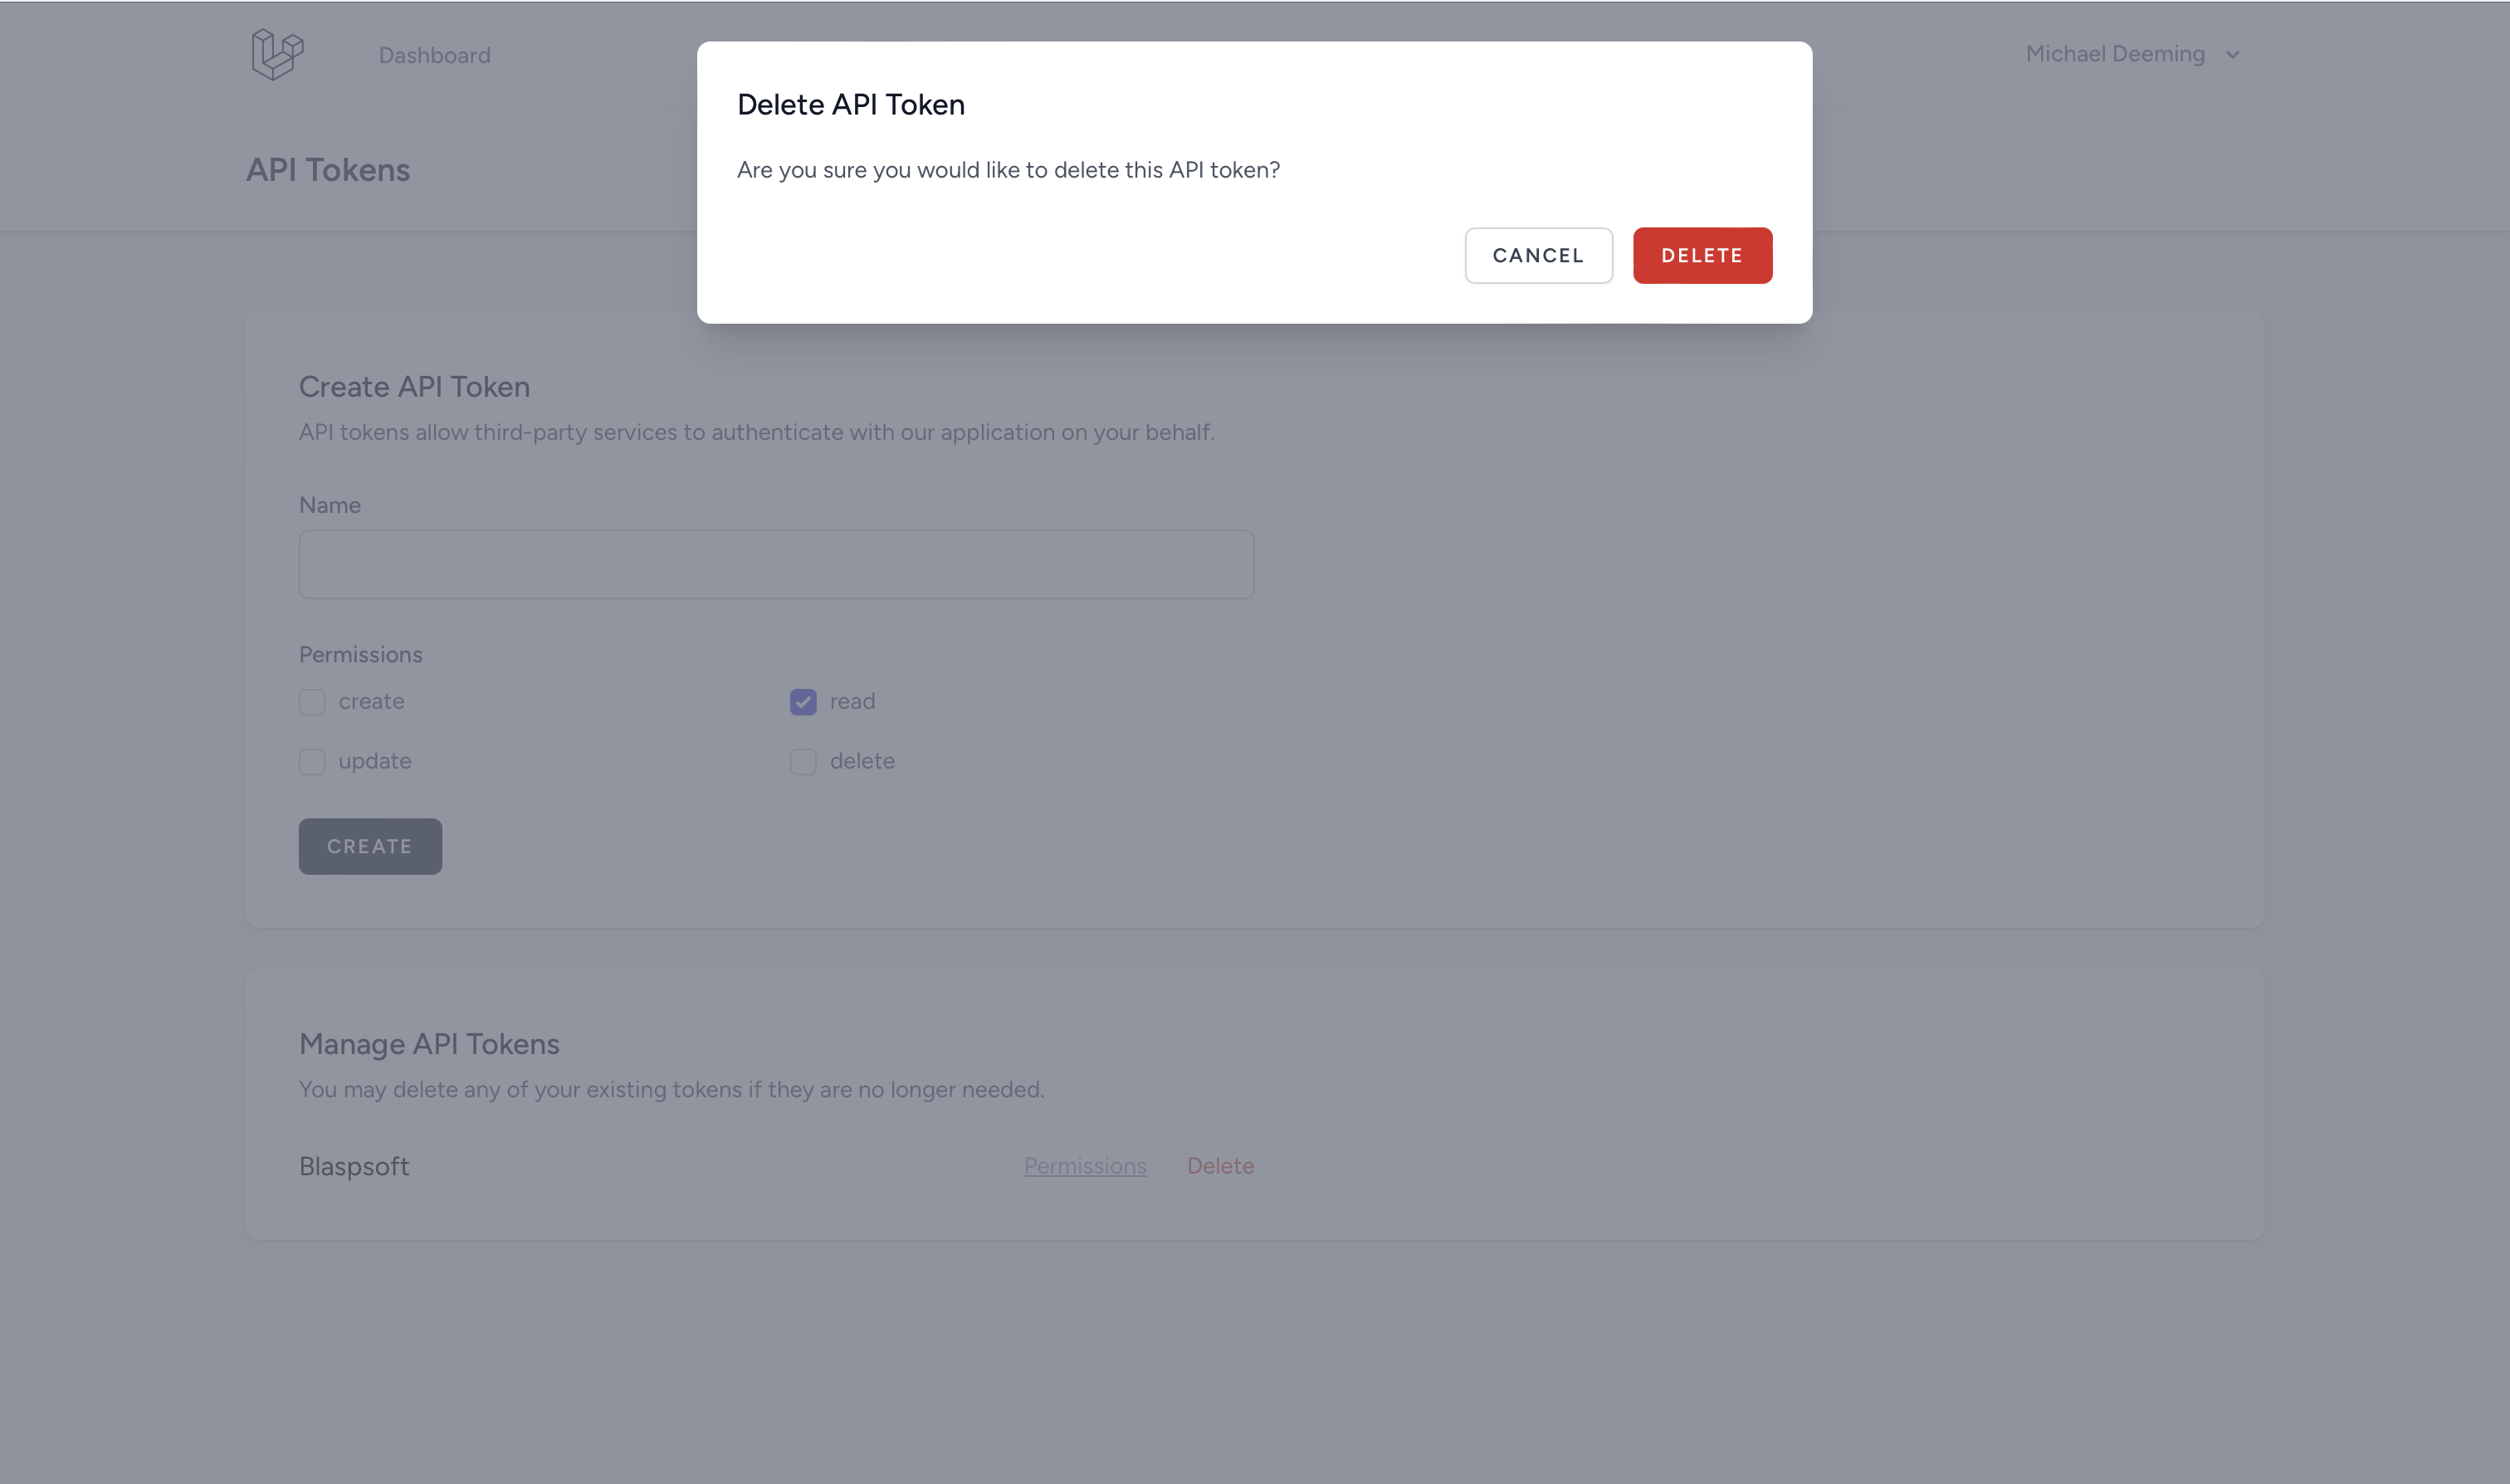 Dashboard
Michael Deeming
API Tokens
Delete API Token
Are you sure you would like to delete this API token?
CANCEL
DELETE
Create API Token
API tokens allow third-party services to authenticate with our application on your behalf.
Name
Permissions
create
read
update
delete
CREATE
Manage API Tokens
You may delete any of your existing tokens if they are no longer needed.
Blaspsoft
Permissions
Delete